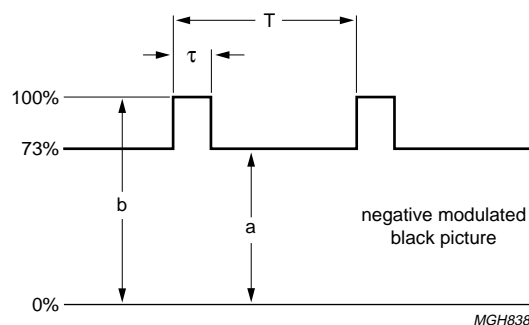 T
τ
100%
73%
b
a
negative modulated
black picture
0%
MGH838